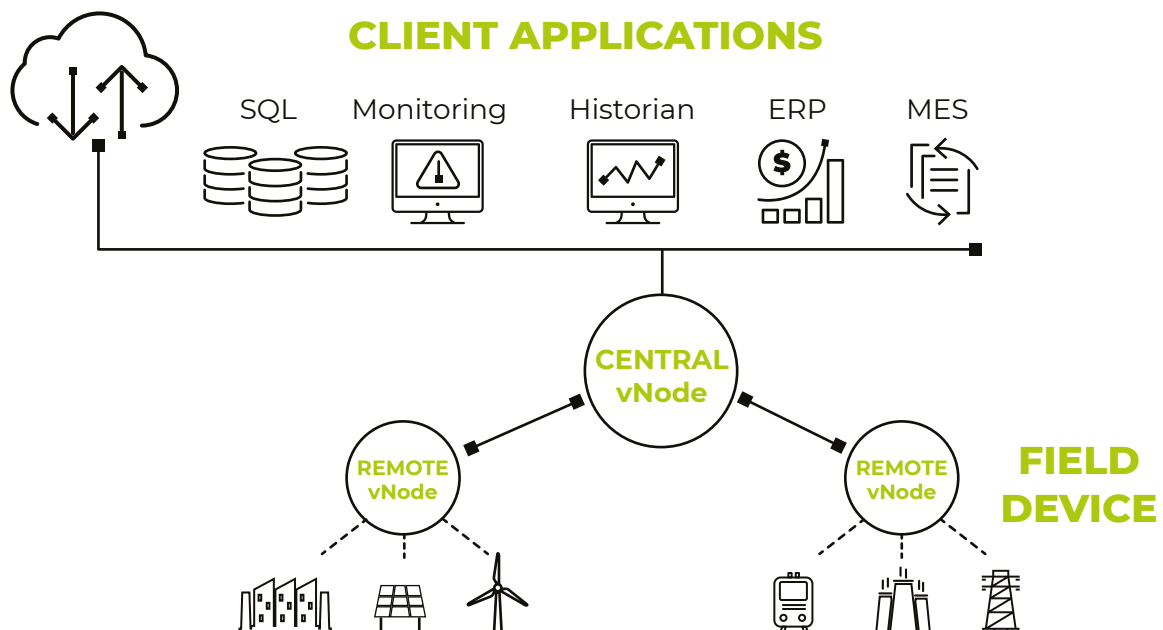 CLIENT APPLICATIONS
SQL
Monitoring
Historian
ERP
MES
$
CENTRAL
vNode
REMOTE
vNode
REMOTE
vNode
FIELD
DEVICE